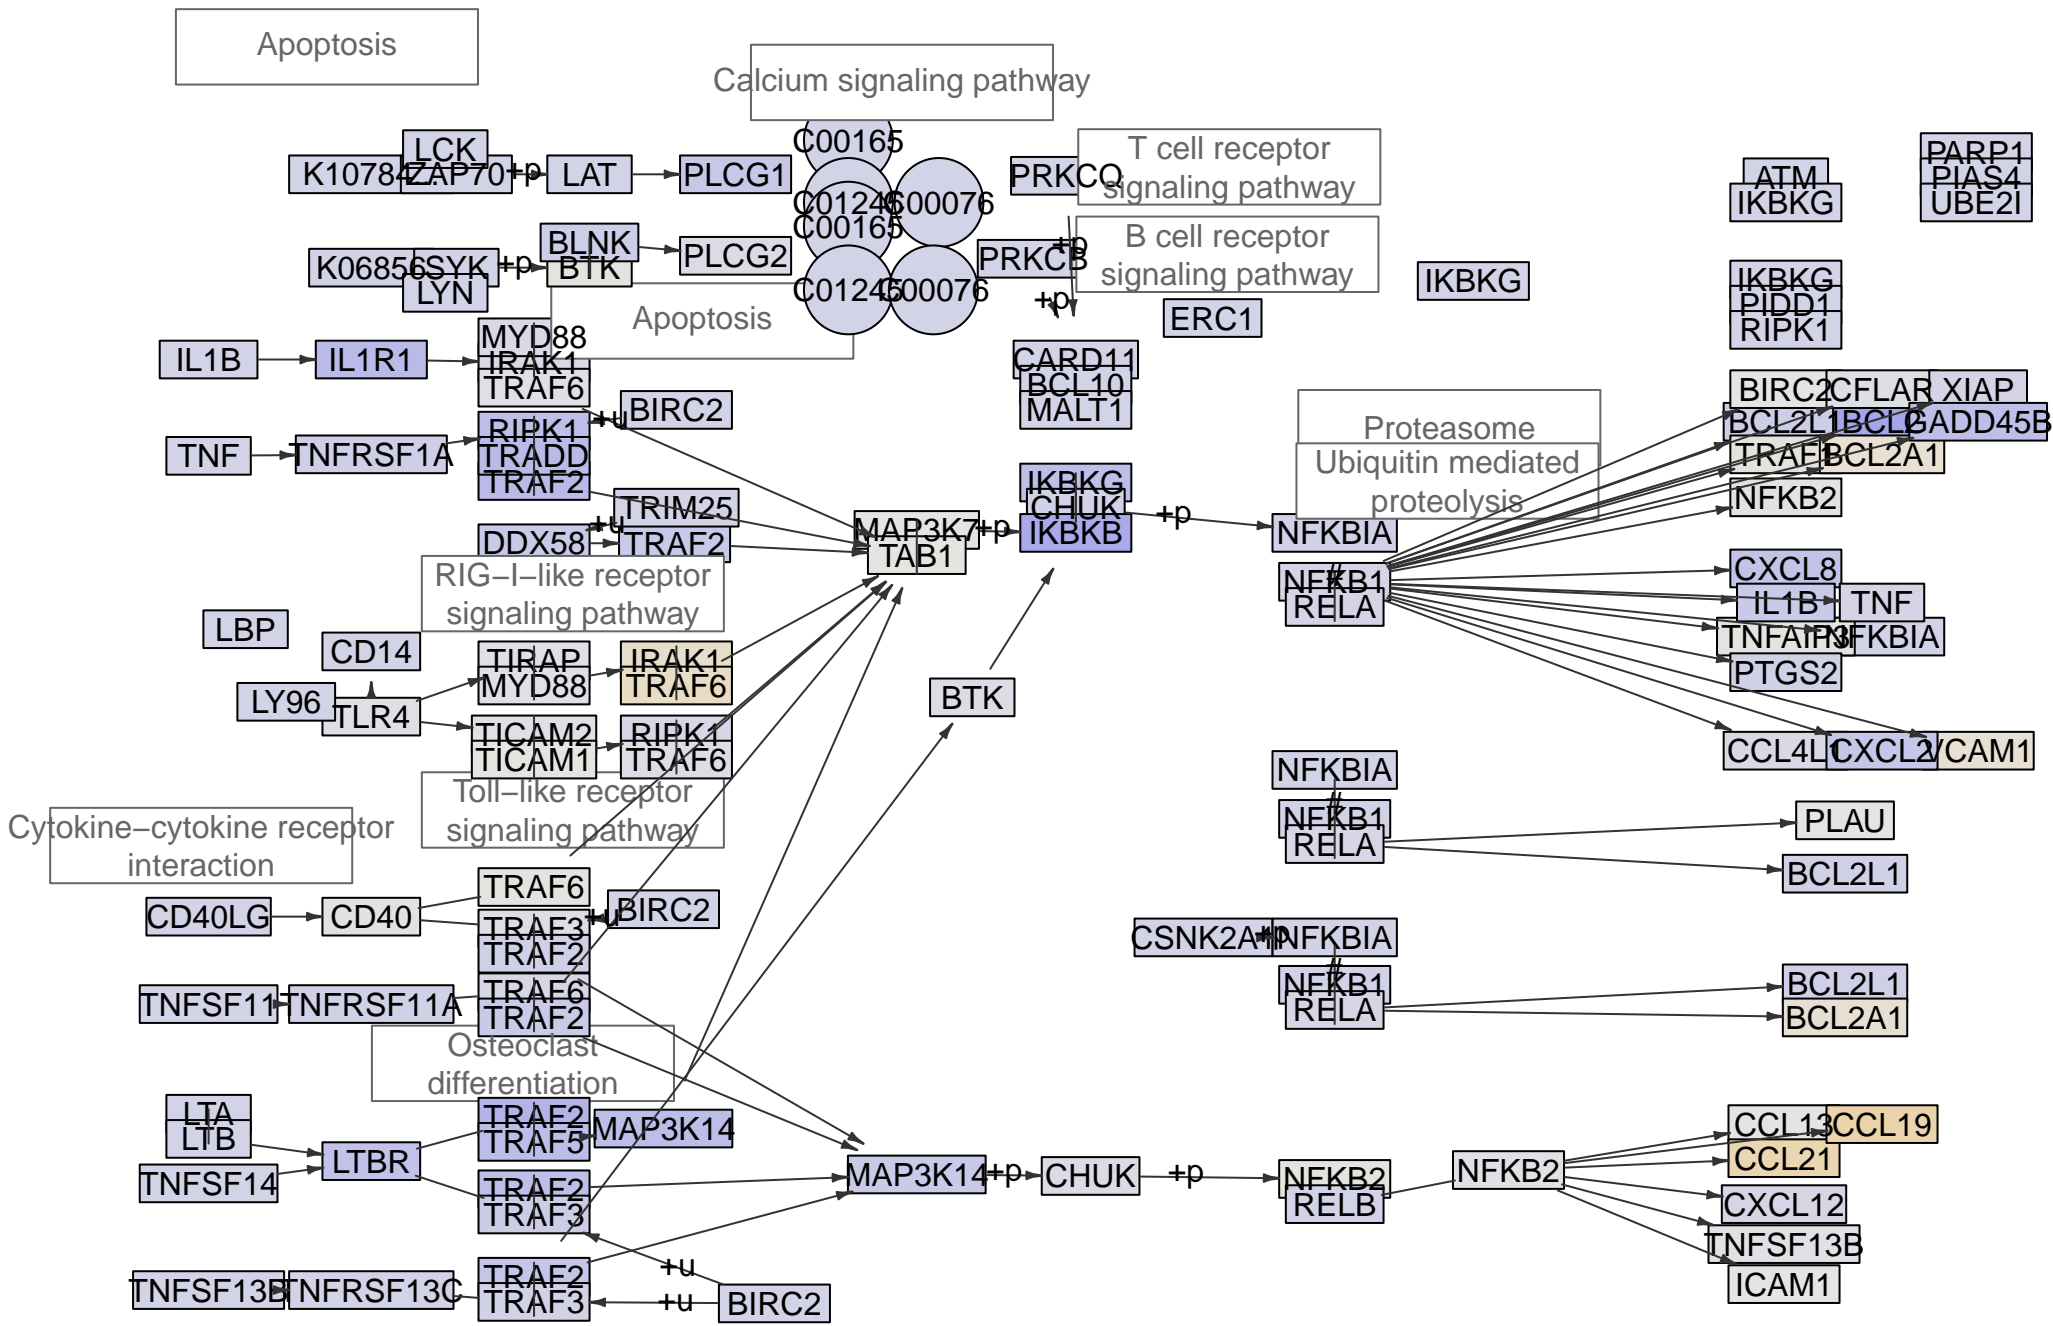 Apoptosis
Calcium signaling pathway
T cell receptor
signaling pathway
B cell receptor
signaling pathway
C00165
C01245
C00076
C00165
C01245
C00076
LCK
ZAP70
+p
LAT
PLCG1
PRKCQ
BLNK
BTK
PLCG2
PRKCB
+p
+p
SYK
+p
LYN
Apoptosis
ERC1
IKBKG
ATM
IKBKG
PARP1
PIAS4
UBE2I
IKBKG
PIDD1
RIPK1
IL1B
IL1R1
MYD88
IRAK1
TRAF6
CARD11
BCL10
MALT1
TNF
TNFRSF1A
RIPK1
TRADD
TRAF2
+u
BIRC2
TRIM25
+u
DDX58
TRAF2
RIG−I−like receptor
signaling pathway
MAP3K7
TAB1
+p
IKBKG
CHUK
IKBKB
+p
Proteasome
Ubiquitin mediated
proteolysis
NFKBIA
NFKB1
RELA
BIRC2
CFLAR
XIAP
BCL2L1
BCL2
GADD45B
TRAF1
BCL2A1
NFKB2
CXCL8
IL1B
TNF
TNFAIP3
NFKBIA
PTGS2
CCL4L1
CXCL2
VCAM1
LBP
CD14
LY96
TLR4
TIRAP
MYD88
IRAK1
TRAF6
TICAM2
TICAM1
RIPK1
TRAF6
BTK
Toll−like receptor
signaling pathway
Cytokine−cytokine receptor
interaction
NFKBIA
NFKB1
RELA
PLAU
BCL2L1
CD40LG
CD40
TRAF6
TRAF3
TRAF2
+u
BIRC2
CSNK2A1
+p
NFKBIA
NFKB1
RELA
BCL2L1
BCL2A1
TNFSF11
TNFRSF11A
TRAF6
TRAF2
Osteoclast
differentiation
LTA
LTB
TNFSF14
LTBR
TRAF2
TRAF5
MAP3K14
TRAF2
TRAF3
MAP3K14
+p
CHUK
+p
NFKB2
RELB
NFKB2
CCL13
CCL19
CCL21
CXCL12
TNFSF13B
ICAM1
TNFSF13B
TNFRSF13C
TRAF2
TRAF3
+u
+u
BIRC2